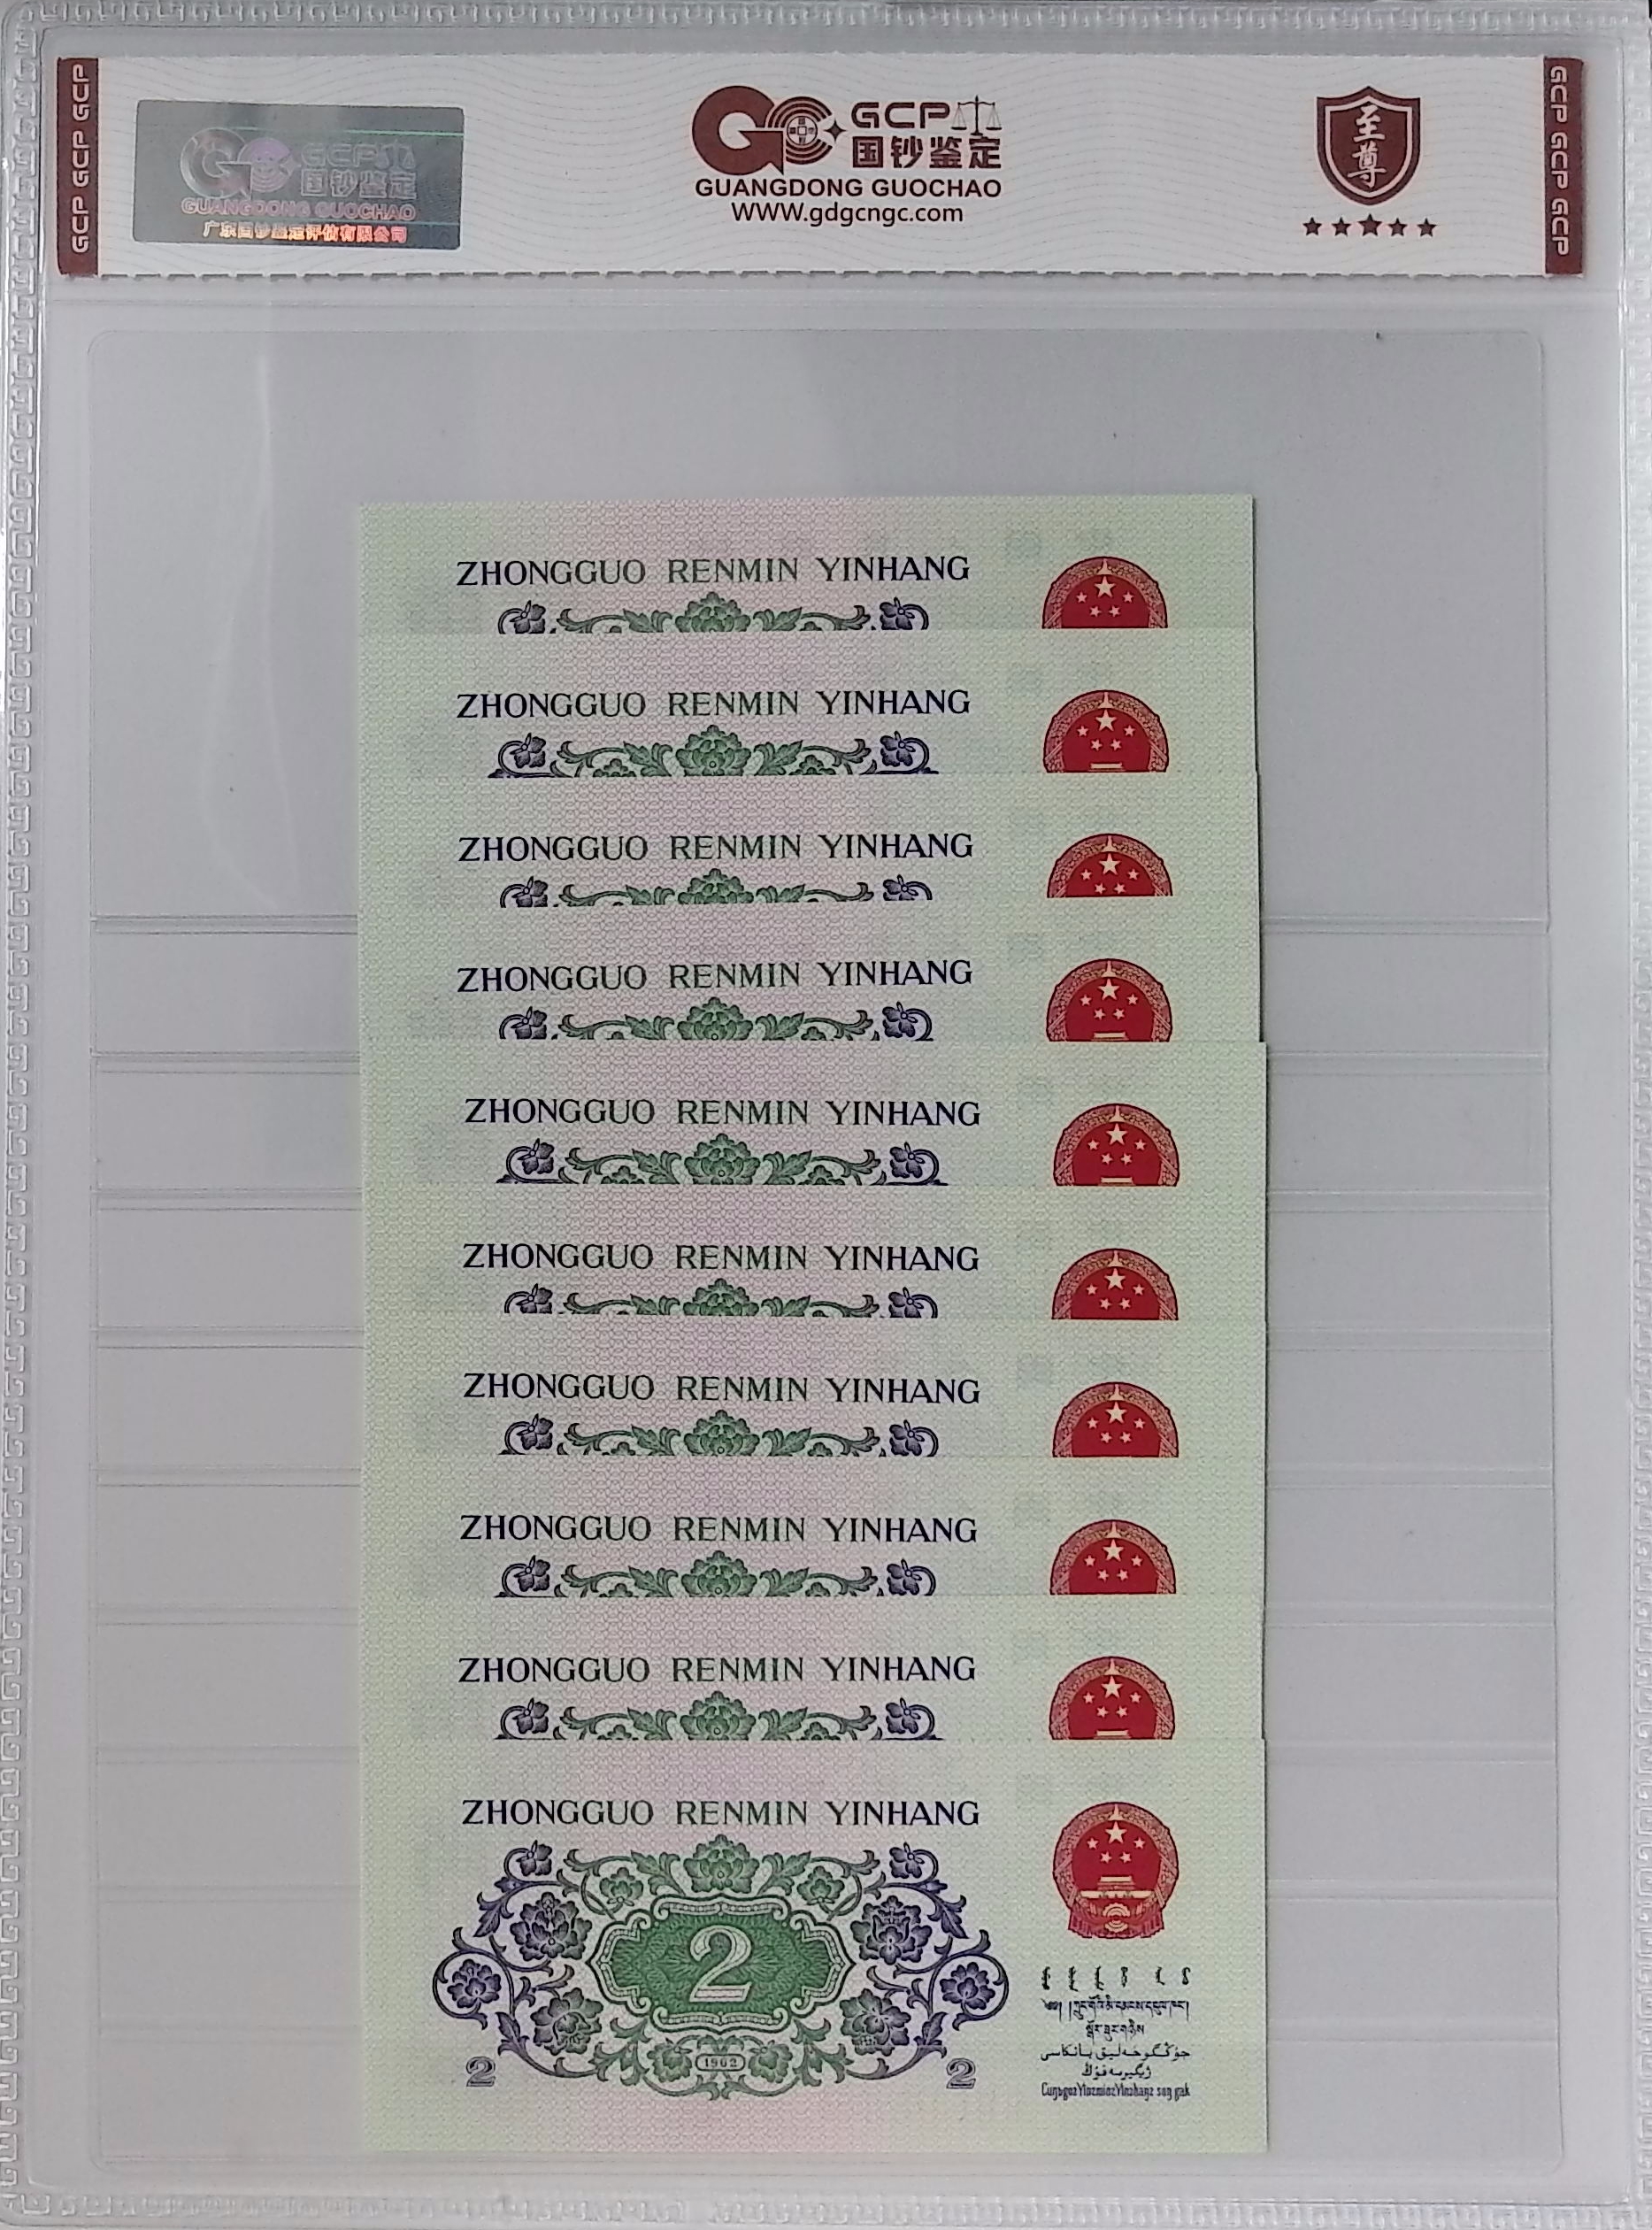 GCP GCP GCP
GCP
国钞鉴定
GUANGDONG GUOCHAO
广东国钞鉴定评估有限公司
GCP
国钞鉴定
GUANGDONG GUOCHAO
WWW.gdgcngc.com
至尊
GCP GCP GCP
ZHONGGUO RENMIN YINHANG
ZHONGGUO RENMIN YINHANG
ZHONGGUO RENMIN YINHANG
ZHONGGUO RENMIN YINHANG
ZHONGGUO RENMIN YINHANG
ZHONGGUO RENMIN YINHANG
ZHONGGUO RENMIN YINHANG
ZHONGGUO RENMIN YINHANG
ZHONGGUO RENMIN YINHANG
ZHONGGUO RENMIN YINHANG
2
1962
2 2